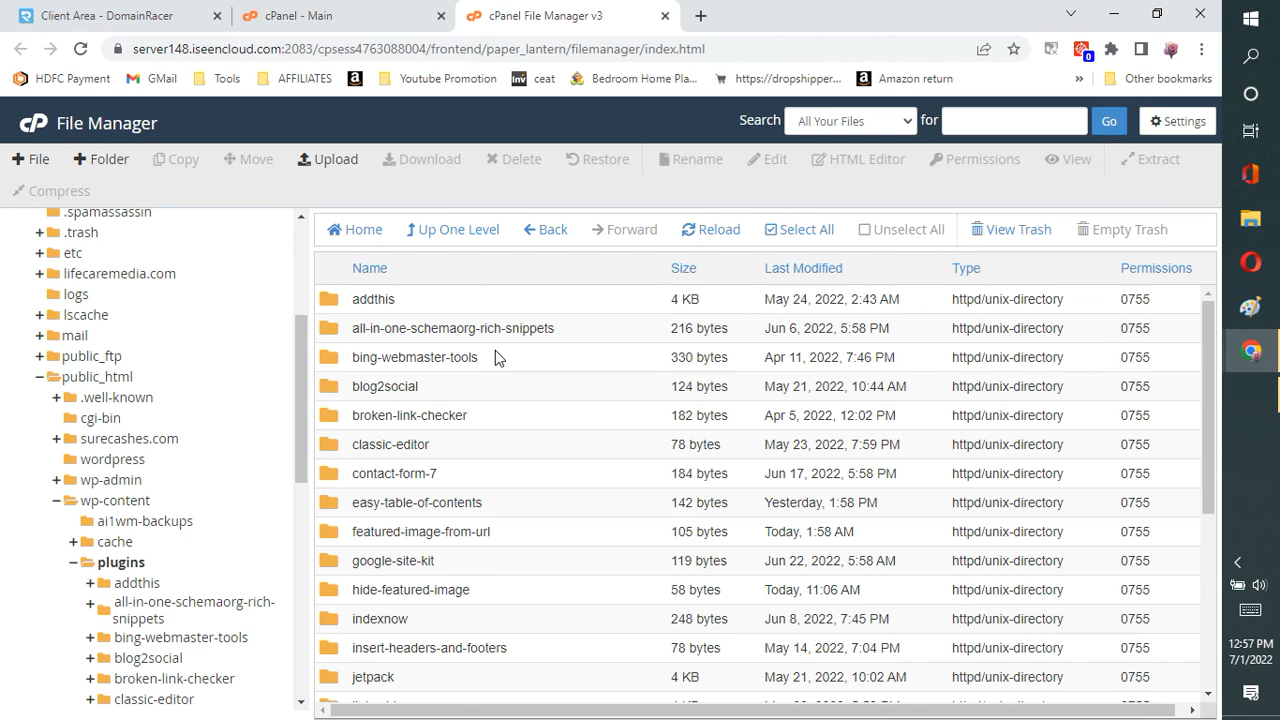 Client Area - DomainRacer
cPanel - Main
cPanel File Manager v3
server148.iseencloud.com:2083/cpsess4763088004/frontend/paper_lantern/filemanager/index.html
0
HDFC Payment GMail Tools AFFILIATES Youtube Promotion ceat Bedroom Home Pla... https://dropshipper... Amazon return » Other bookmarks
cP File Manager
Search All Your Files for Go Settings
File Folder Copy Move Upload Download Delete Restore Rename Edit HTML Editor Permissions View Extract
Compress
Home Up One Level Back Forward Reload Select All Unselect All View Trash Empty Trash
.spamassassin
.trash
etc
lifecaremedia.com
logs
lscache
mail
public_ftp
public_html
.well-known
cgi-bin
surecashes.com
wordpress
wp-admin
wp-content
ai1wm-backups
cache
plugins
addthis
all-in-one-schemaorg-rich-
snippets
bing-webmaster-tools
blog2social
broken-link-checker
classic-editor
Name Size Last Modified Type Permissions
addthis 4 KB May 24, 2022, 2:43 AM httpd/unix-directory 0755
all-in-one-schemaorg-rich-snippets 216 bytes Jun 6, 2022, 5:58 PM httpd/unix-directory 0755
bing-webmaster-tools 330 bytes Apr 11, 2022, 7:46 PM httpd/unix-directory 0755
blog2social 124 bytes May 21, 2022, 10:44 AM httpd/unix-directory 0755
broken-link-checker 182 bytes Apr 5, 2022, 12:02 PM httpd/unix-directory 0755
classic-editor 78 bytes May 23, 2022, 7:59 PM httpd/unix-directory 0755
contact-form-7 184 bytes Jun 17, 2022, 5:58 PM httpd/unix-directory 0755
easy-table-of-contents 142 bytes Yesterday, 1:58 PM httpd/unix-directory 0755
featured-image-from-url 105 bytes Today, 1:58 AM httpd/unix-directory 0755
google-site-kit 119 bytes Jun 22, 2022, 5:58 AM httpd/unix-directory 0755
hide-featured-image 58 bytes Today, 11:06 AM httpd/unix-directory 0755
indexnow 248 bytes Jun 8, 2022, 7:45 PM httpd/unix-directory 0755
insert-headers-and-footers 78 bytes May 14, 2022, 7:04 PM httpd/unix-directory 0755
jetpack 4 KB May 21, 2022, 10:02 AM httpd/unix-directory 0755
12:57 PM
7/1/2022